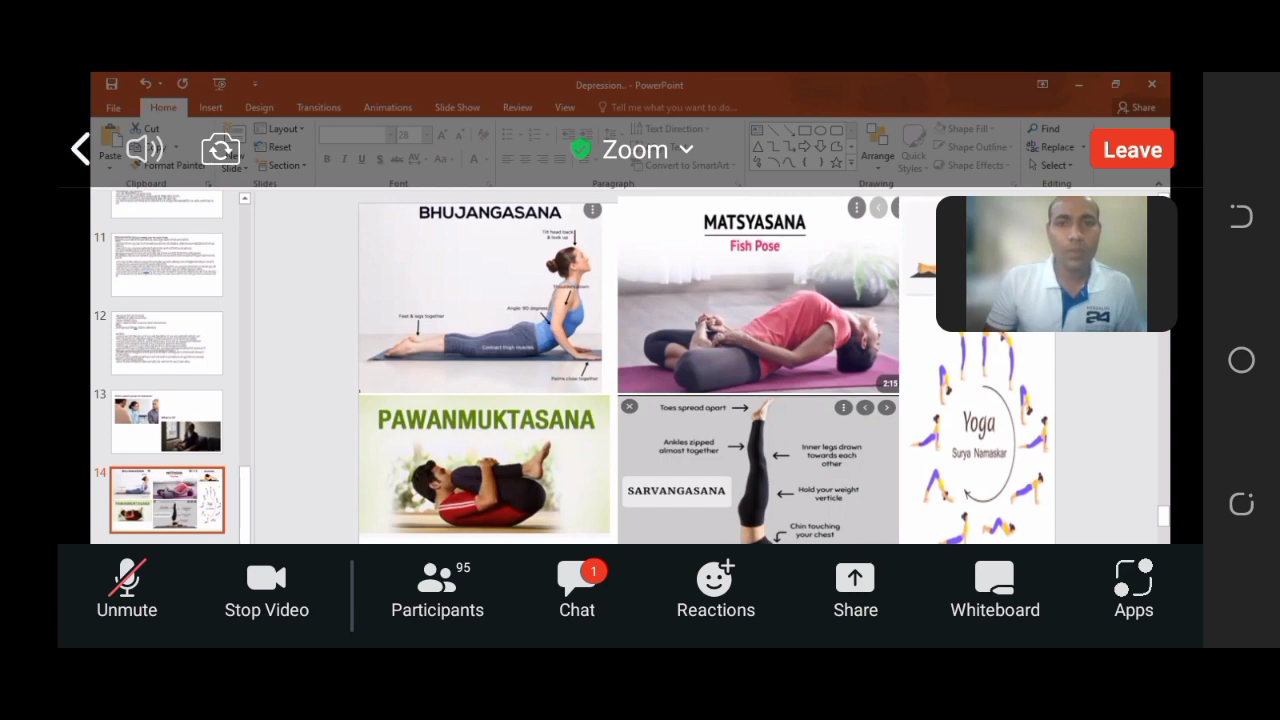 Depression.. - PowerPoint
File Home Insert Design Transitions Animations Slide Show Review View Tell me what you want to do... Share
Cut
Paste
Format Painter
Clipboard
New
Slide
Layout
Reset
Section
Slides
28
Font
Text Direction
Convert to SmartArt
Paragraph
Arrange
Quick
Styles
Shape Fill
Shape Outline
Shape Effects
Drawing
Find
Replace
Select
Editing
Zoom
Leave
11
12
13
14
BHUJANGASANA
Tilt head back
& look up
Angle 90 degrees
Feet & legs together
Contract thigh muscles
Palms close together
MATSYASANA
Fish Pose
2:15
PAWANMUKTASANA
Toes spread apart
Ankles zipped
almost together
Inner legs drawn
towards each
other
SARVANGASANA
Hold your weight
verticle
Chin touching
your chest
24
Yoga
Surya Namaskar
Unmute
Stop Video
95
Participants
1
Chat
Reactions
Share
Whiteboard
Apps